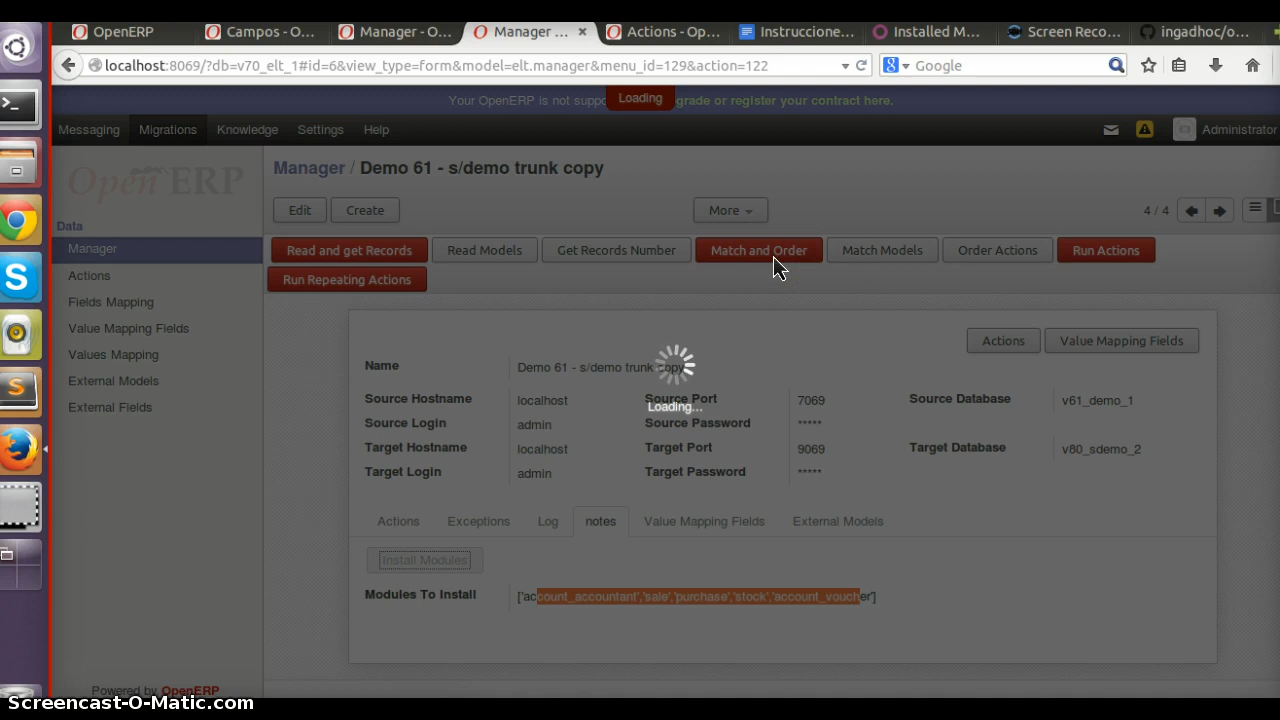 OpenERP
Campos - O...
Manager - O...
Manager ...
Actions - Op...
Instruccione...
Installed M...
Screen Reco...
ingadhoc/o...
localhost:8069/?db=v70_elt_1#id=6&view_type=form&model=elt.manager&menu_id=129&action=122
Google
Your OpenERP is not suppo
Loading
grade or register your contract here.
Messaging
Migrations
Knowledge
Settings
Help
Administrator
Open ERP
Manager / Demo 61 - s/demo trunk copy
Edit
Create
More
4 / 4
Data
Manager
Actions
Fields Mapping
Value Mapping Fields
Values Mapping
External Models
External Fields
Read and get Records
Read Models
Get Records Number
Match and Order
Match Models
Order Actions
Run Actions
Run Repeating Actions
Actions
Value Mapping Fields
Name
Demo 61 - s/demo trunk copy
Source Hostname
localhost
Source Port
7069
Source Database
v61_demo_1
Source Login
admin
Source Password
*****
Target Hostname
localhost
Target Port
9069
Target Database
v80_sdemo_2
Target Login
admin
Target Password
*****
Loading...
Actions
Exceptions
Log
notes
Value Mapping Fields
External Models
Install Modules
Modules To Install
['account_accountant','sale','purchase','stock','account_voucher']
Powered by OpenERP
Screencast-O-Matic.com